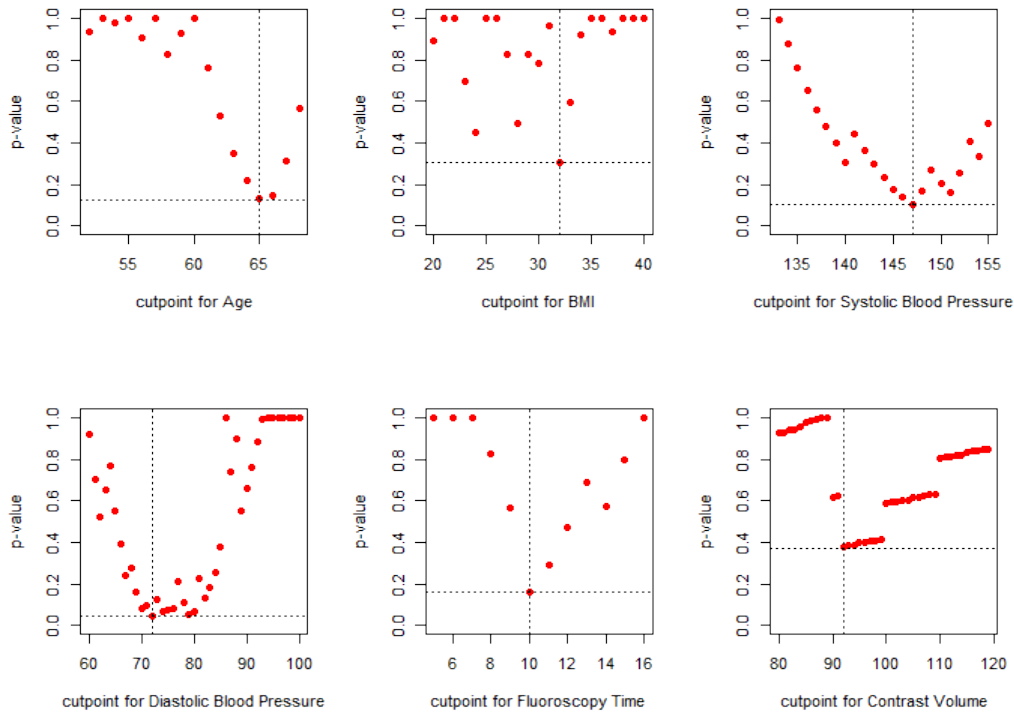 p-value
0.0 0.2 0.4 0.6 0.8 1.0
55 60 65
cutpoint for Age
p-value
0.0 0.2 0.4 0.6 0.8 1.0
20 25 30 35 40
cutpoint for BMI
p-value
0.0 0.2 0.4 0.6 0.8 1.0
135 140 145 150 155
cutpoint for Systolic Blood Pressure
p-value
0.0 0.2 0.4 0.6 0.8 1.0
60 70 80 90 100
cutpoint for Diastolic Blood Pressure
p-value
0.0 0.2 0.4 0.6 0.8 1.0
6 8 10 12 14 16
cutpoint for Fluoroscopy Time
p-value
0.0 0.2 0.4 0.6 0.8 1.0
80 90 100 110 120
cutpoint for Contrast Volume